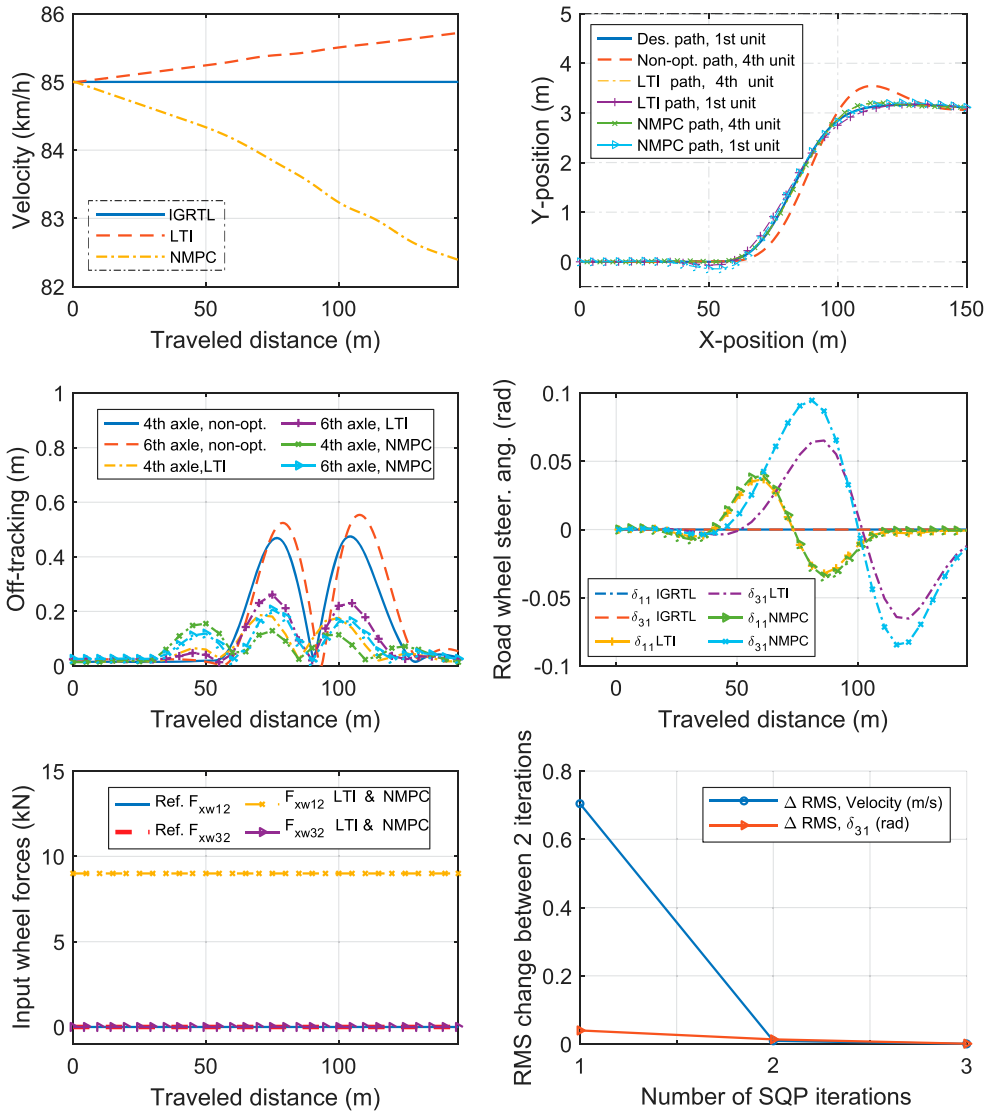 86
85
84
83
82
Velocity (km/h)
IGRTL
LTI
NMPC
0
50
100
Traveled distance (m)
5
4
3
2
1
0
Y-position (m)
Des. path, 1st unit
Non-opt. path, 4th unit
LTI path, 4th unit
LTI path, 1st unit
NMPC path, 4th unit
NMPC path, 1st unit
0
50
100
150
X-position (m)
1
0.8
0.6
0.4
0.2
0
Off-tracking (m)
4th axle, non-opt.
6th axle, non-opt.
4th axle,LTI
6th axle, LTI
4th axle, NMPC
6th axle, NMPC
0
50
100
Traveled distance (m)
0.1
0.05
0
-0.05
-0.1
Road wheel steer. ang. (rad)
δ11 IGRTL
δ31 IGRTL
δ11LTI
δ31LTI
δ11NMPC
δ31NMPC
0
50
100
Traveled distance (m)
15
10
5
0
Input wheel forces (kN)
Ref. Fxw12
Ref. Fxw32
Fxw12 LTI & NMPC
Fxw32 LTI & NMPC
0
50
100
Traveled distance (m)
0.8
0.6
0.4
0.2
0
RMS change between 2 iterations
Δ RMS, Velocity (m/s)
Δ RMS, δ31 (rad)
1
2
3
Number of SQP iterations